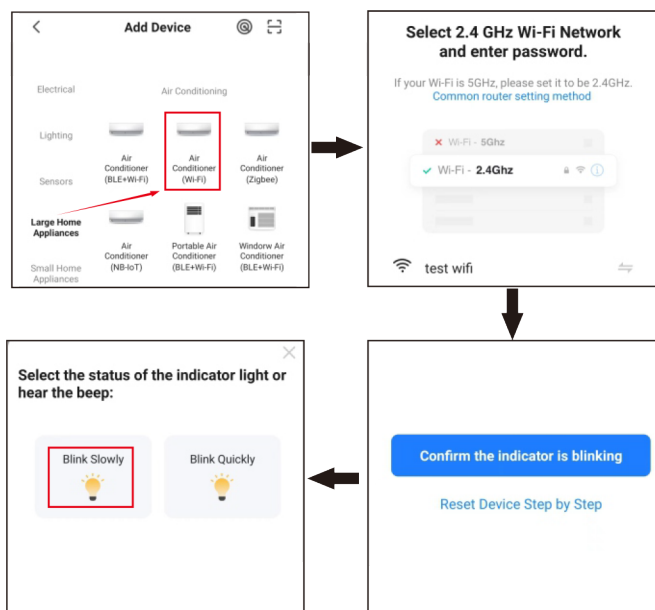 Add Device
Electrical
Air Conditioning
Lighting
Air
Conditioner
(BLE+Wi-Fi)
Air
Conditioner
(Wi-Fi)
Air
Conditioner
(Zigbee)
Sensors
Large Home
Appliances
Air
Conditioner
(NB-IoT)
Portable Air
Conditioner
(BLE+Wi-Fi)
Windorw Air
Conditioner
(BLE+Wi-Fi)
Small Home
Appliances
Select 2.4 GHz Wi-Fi Network
and enter password.
If your Wi-Fi is 5GHz, please set it to be 2.4GHz.
Common router setting method
Wi-Fi - 5Ghz
Wi-Fi - 2.4Ghz
test wifi
Confirm the indicator is blinking
Reset Device Step by Step
Select the status of the indicator light or
hear the beep:
Blink Slowly
Blink Quickly